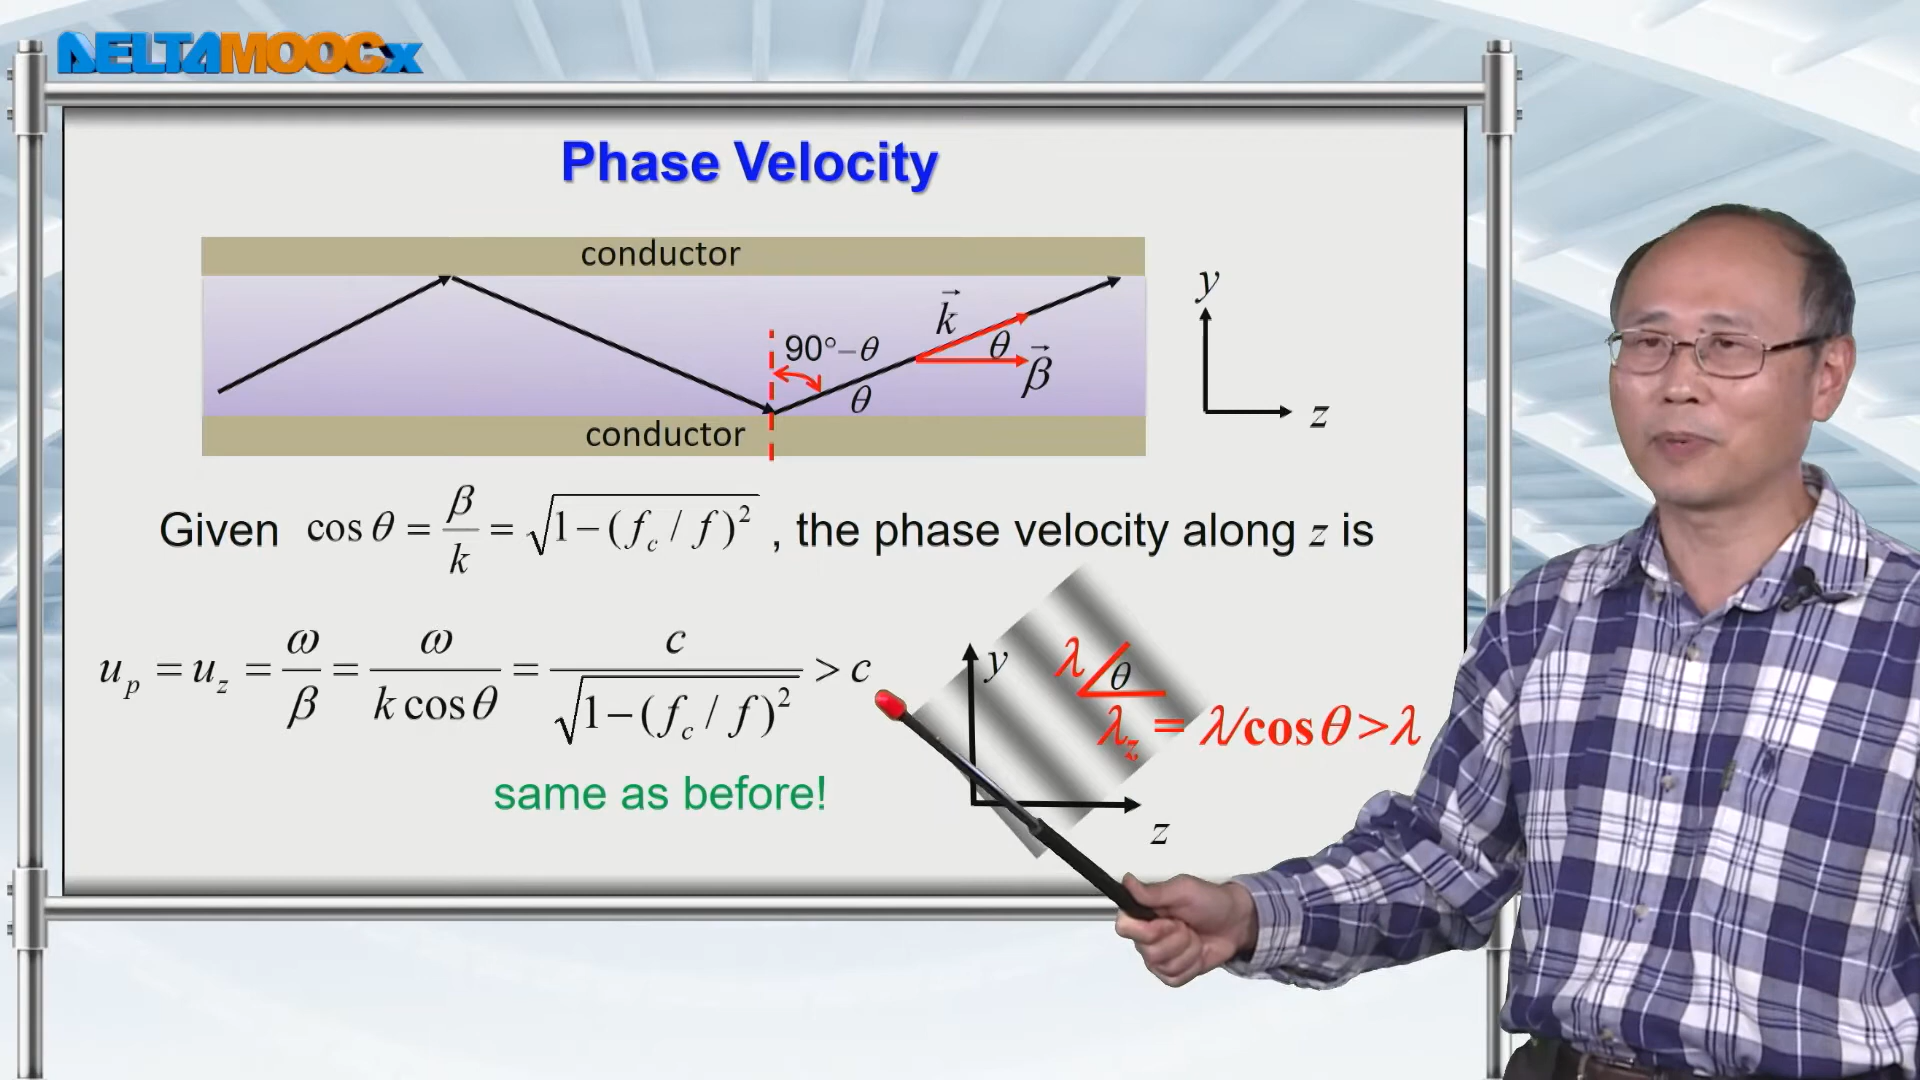 DELTAMOOCx
Phase Velocity
conductor
y
k⃗
90°−θ
θ
β⃗
θ
z
conductor
Given cos θ = β/k = √(1−(f_c / f)²) , the phase velocity along z is
u_p = u_z = ω/β = ω/(k cos θ) = c/√(1−(f_c / f)²) > c
y
λ
θ
λ_z = λ/cos θ > λ
same as before!
z